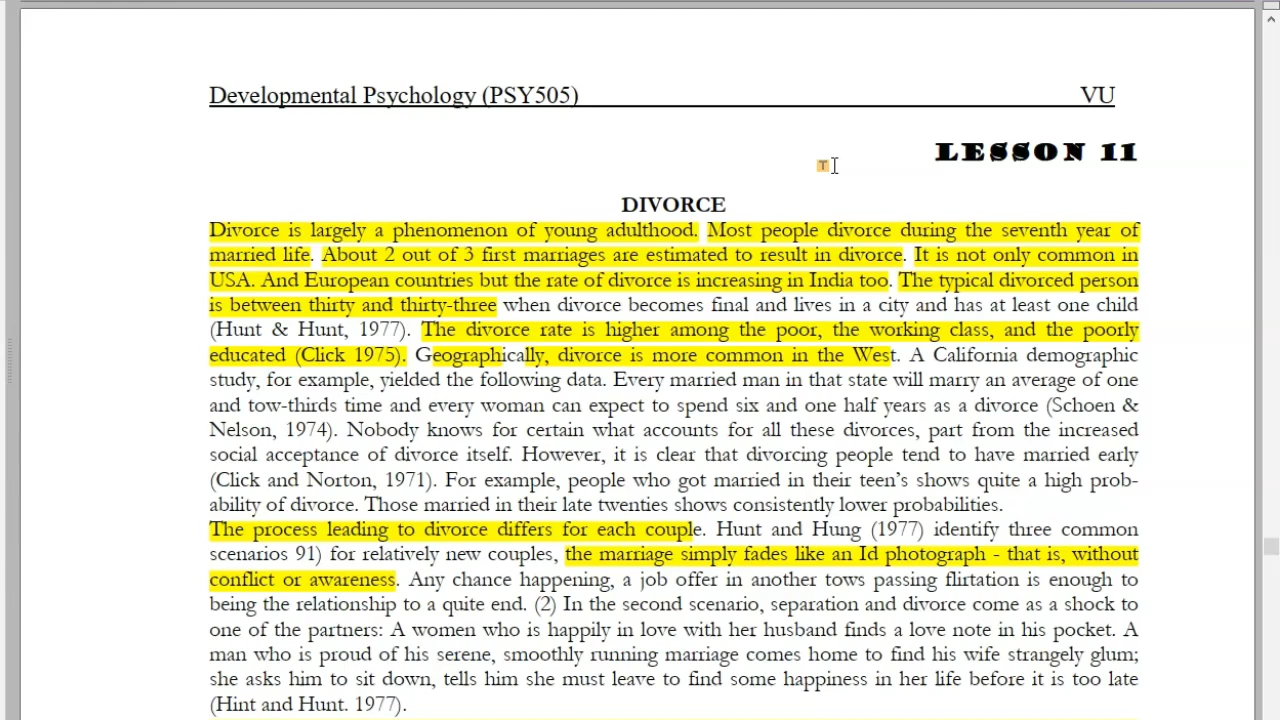 Developmental Psychology (PSY505) VU
LESSON 11
T
DIVORCE
Divorce is largely a phenomenon of young adulthood. Most people divorce during the seventh year of
married life. About 2 out of 3 first marriages are estimated to result in divorce. It is not only common in
USA. And European countries but the rate of divorce is increasing in India too. The typical divorced person
is between thirty and thirty-three when divorce becomes final and lives in a city and has at least one child
(Hunt & Hunt, 1977). The divorce rate is higher among the poor, the working class, and the poorly
educated (Click 1975). Geographically, divorce is more common in the West. A California demographic
study, for example, yielded the following data. Every married man in that state will marry an average of one
and tow-thirds time and every woman can expect to spend six and one half years as a divorce (Schoen &
Nelson, 1974). Nobody knows for certain what accounts for all these divorces, part from the increased
social acceptance of divorce itself. However, it is clear that divorcing people tend to have married early
(Click and Norton, 1971). For example, people who got married in their teen's shows quite a high prob-
ability of divorce. Those married in their late twenties shows consistently lower probabilities.
The process leading to divorce differs for each couple. Hunt and Hung (1977) identify three common
scenarios 91) for relatively new couples, the marriage simply fades like an Id photograph - that is, without
conflict or awareness. Any chance happening, a job offer in another tows passing flirtation is enough to
being the relationship to a quite end. (2) In the second scenario, separation and divorce come as a shock to
one of the partners: A women who is happily in love with her husband finds a love note in his pocket. A
man who is proud of his serene, smoothly running marriage comes home to find his wife strangely glum;
she asks him to sit down, tells him she must leave to find some happiness in her life before it is too late
(Hint and Hunt. 1977).